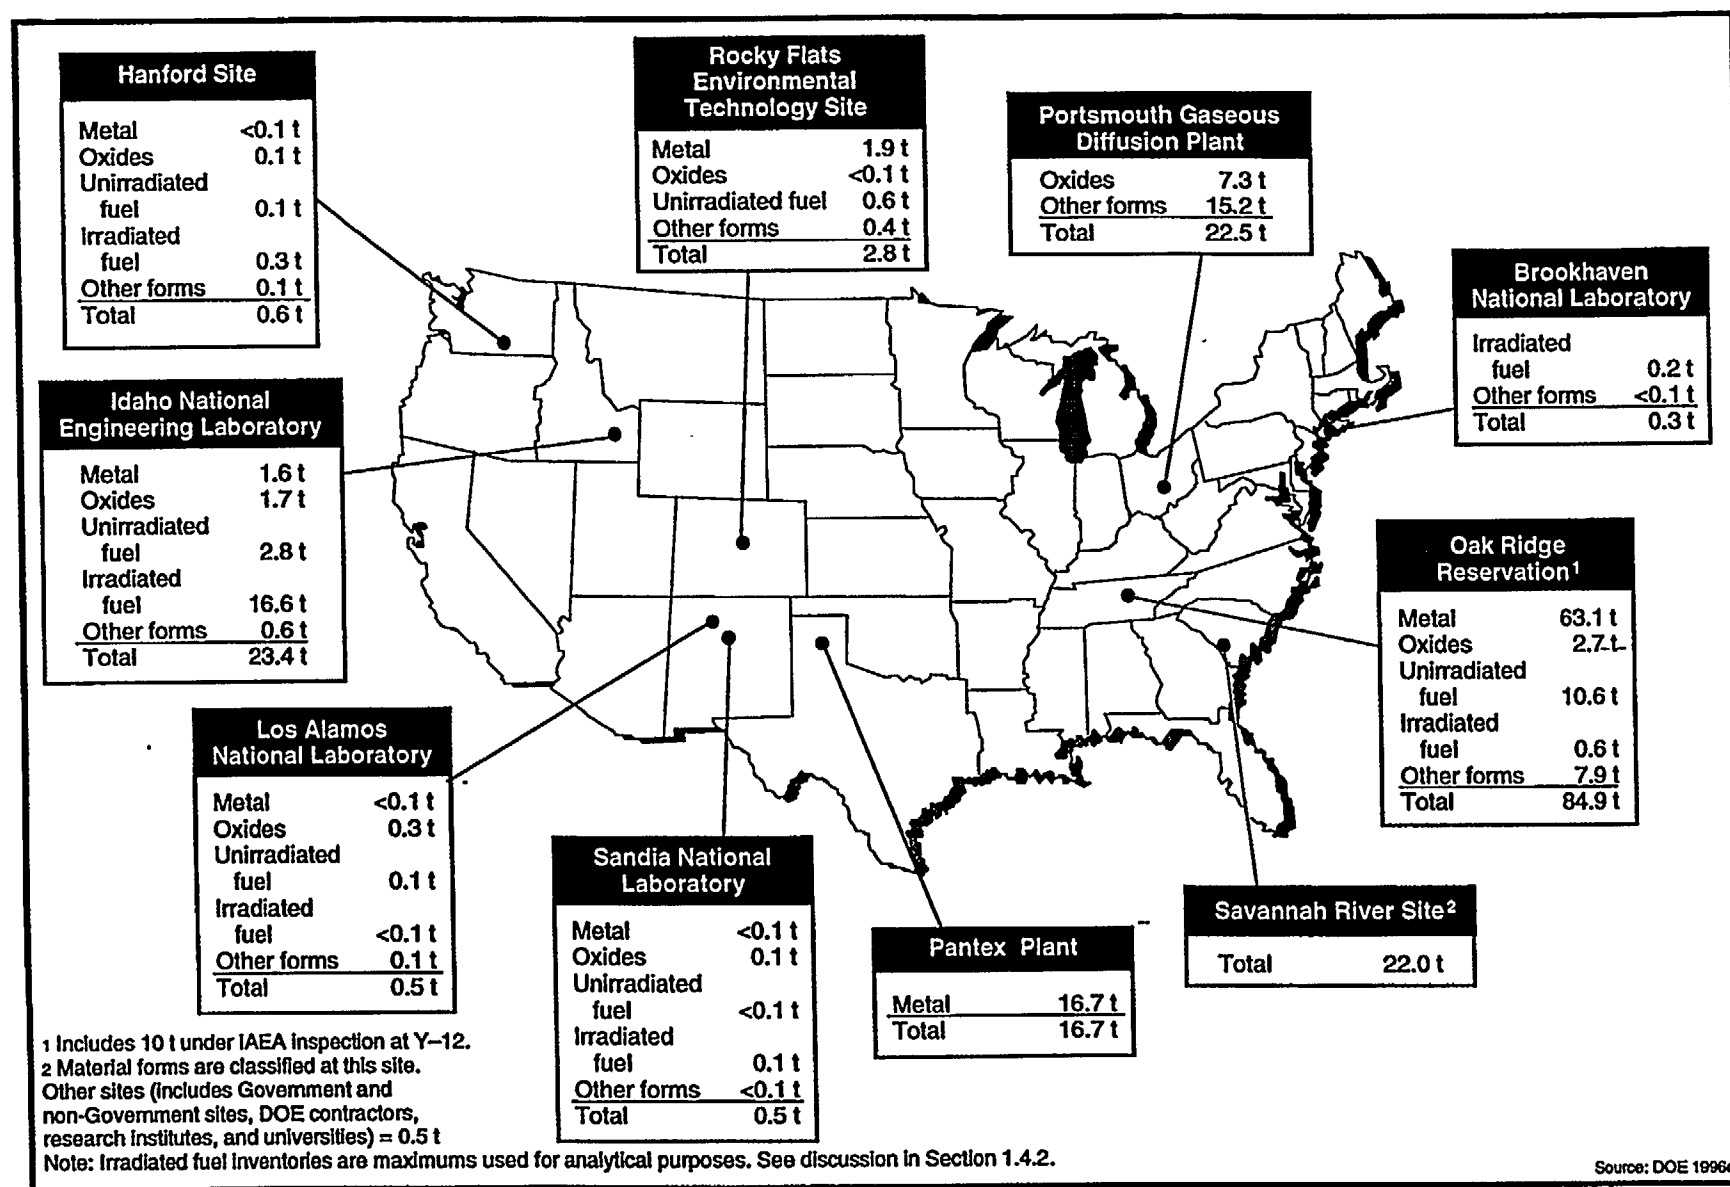 Hanford Site
Metal <0.1 t
Oxides 0.1 t
Unirradiated
fuel 0.1 t
Irradiated
fuel 0.3 t
Other forms 0.1 t
Total 0.6 t
Rocky Flats
Environmental
Technology Site
Metal 1.9 t
Oxides <0.1 t
Unirradiated fuel 0.6 t
Other forms 0.4 t
Total 2.8 t
Portsmouth Gaseous
Diffusion Plant
Oxides 7.3 t
Other forms 15.2 t
Total 22.5 t
Brookhaven
National Laboratory
Irradiated
fuel 0.2 t
Other forms <0.1 t
Total 0.3 t
Idaho National
Engineering Laboratory
Metal 1.6 t
Oxides 1.7 t
Unirradiated
fuel 2.8 t
Irradiated
fuel 16.6 t
Other forms 0.6 t
Total 23.4 t
Oak Ridge
Reservation1
Metal 63.1 t
Oxides 2.7 t
Unirradiated
fuel 10.6 t
Irradiated
fuel 0.6 t
Other forms 7.9 t
Total 84.9 t
Los Alamos
National Laboratory
Metal <0.1 t
Oxides 0.3 t
Unirradiated
fuel 0.1 t
Irradiated
fuel <0.1 t
Other forms 0.1 t
Total 0.5 t
Sandia National
Laboratory
Metal <0.1 t
Oxides 0.1 t
Unirradiated
fuel <0.1 t
Irradiated
fuel 0.1 t
Other forms <0.1 t
Total 0.5 t
Pantex Plant
Metal 16.7 t
Total 16.7 t
Savannah River Site2
Total 22.0 t
1 Includes 10 t under IAEA inspection at Y–12.
2 Material forms are classified at this site.
Other sites (includes Government and
non-Government sites, DOE contractors,
research institutes, and universities) = 0.5 t
Note: Irradiated fuel inventories are maximums used for analytical purposes. See discussion in Section 1.4.2.
Source: DOE